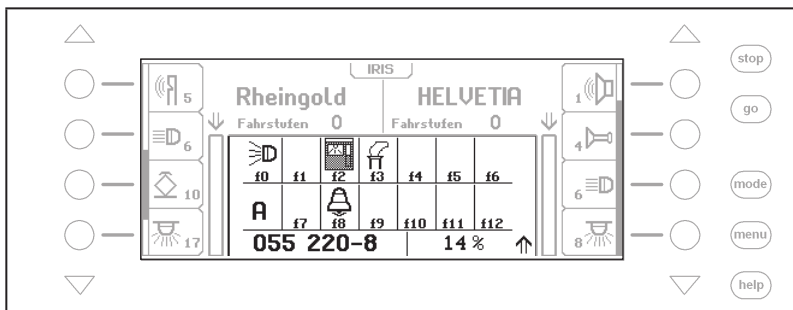 IRIS
Rheingold HELVETIA
Fahrstufen 0 Fahrstufen 0
5
6
10
17
f0 f1 f2 f3 f4 f5 f6
A f7 f8 f9 f10 f11 f12
055 220-8 14 %
1
4
6
8
stop
go
mode
menu
help